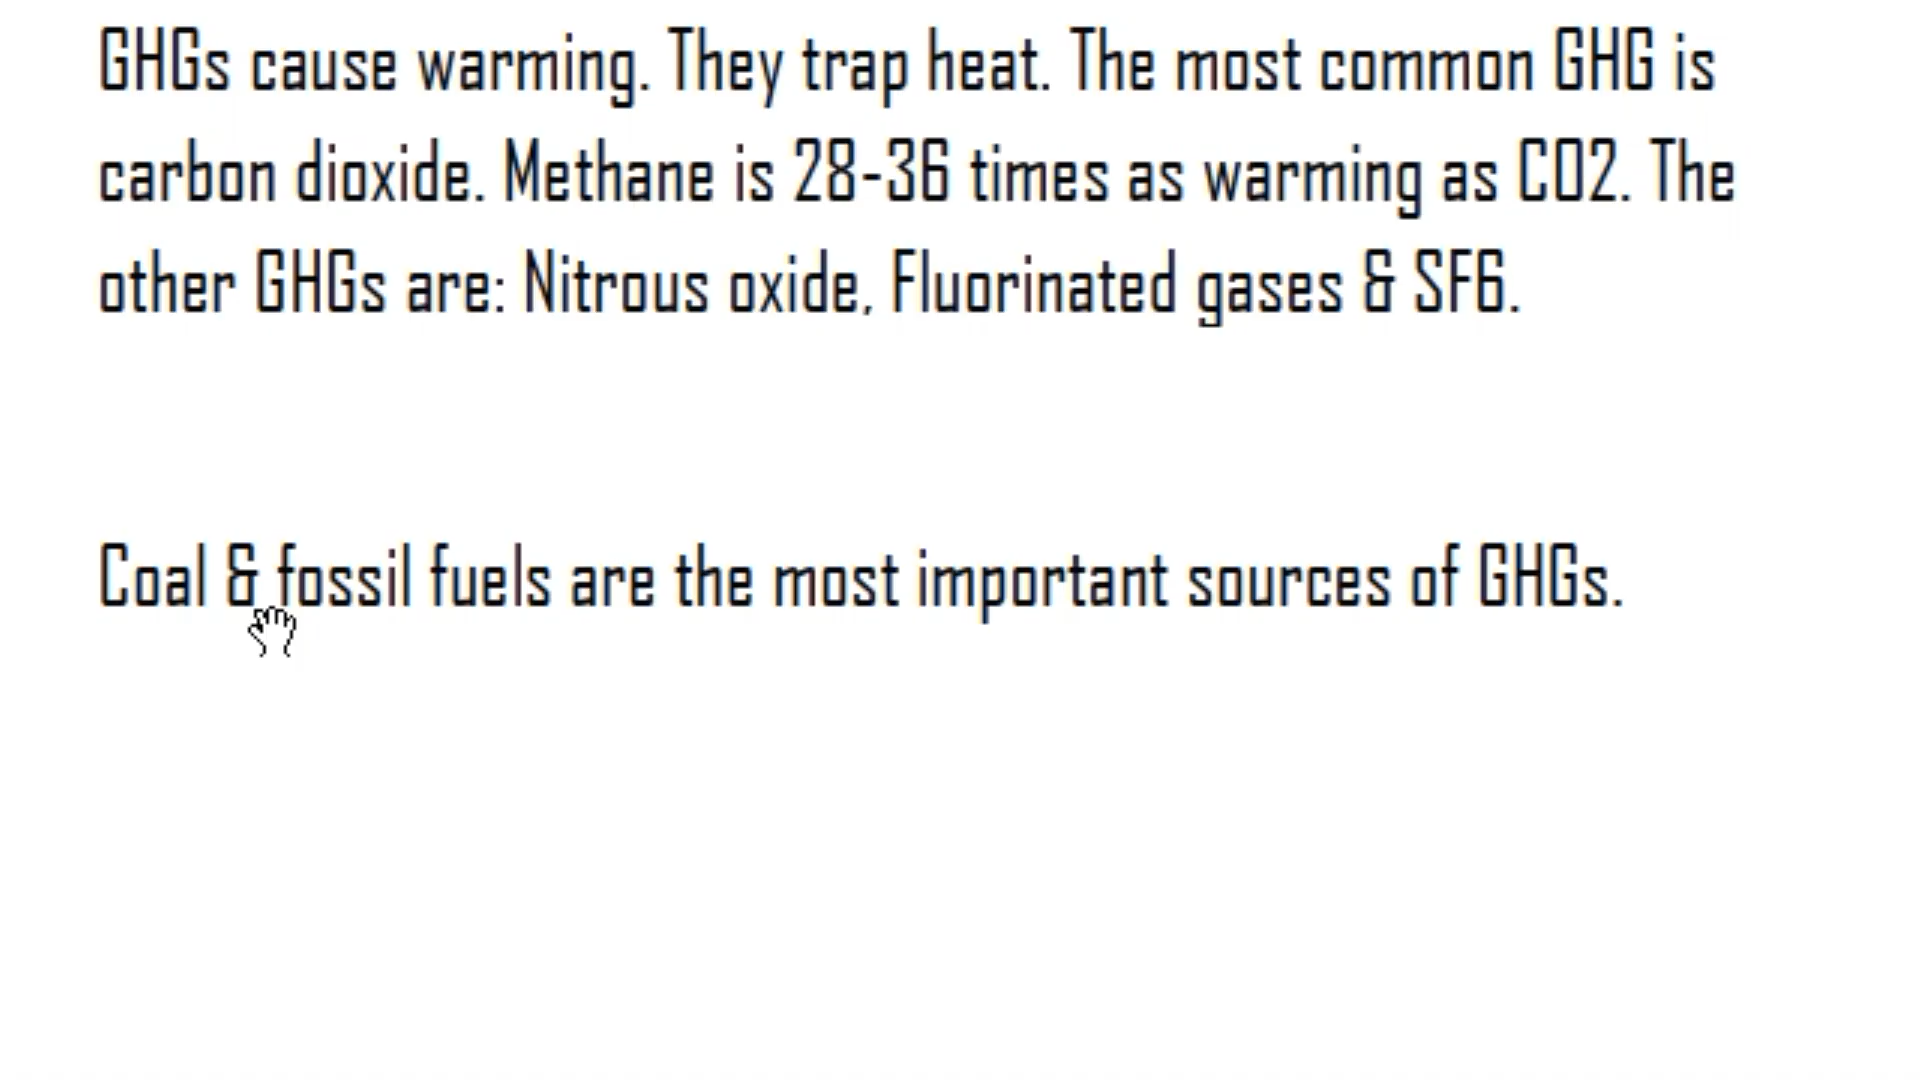 GHGs cause warming. They trap heat. The most common GHG is
carbon dioxide. Methane is 28-36 times as warming as CO2. The
other GHGs are: Nitrous oxide, Fluorinated gases & SF6.
Coal & fossil fuels are the most important sources of GHGs.